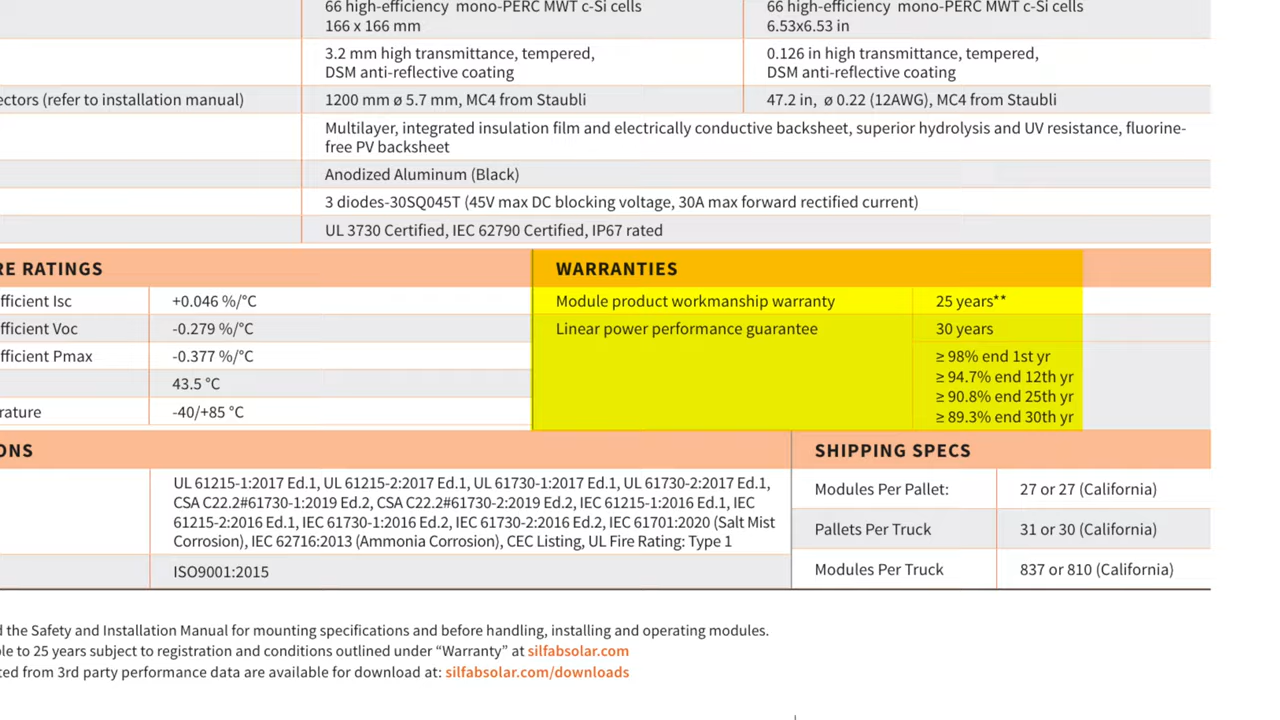 66 high-efficiency mono-PERC MWT c-Si cells
166 x 166 mm
66 high-efficiency mono-PERC MWT c-Si cells
6.53x6.53 in
3.2 mm high transmittance, tempered,
DSM anti-reflective coating
0.126 in high transmittance, tempered,
DSM anti-reflective coating
ectors (refer to installation manual)
1200 mm ø 5.7 mm, MC4 from Staubli
47.2 in, ø 0.22 (12AWG), MC4 from Staubli
Multilayer, integrated insulation film and electrically conductive backsheet, superior hydrolysis and UV resistance, fluorine-
free PV backsheet
Anodized Aluminum (Black)
3 diodes-30SQ045T (45V max DC blocking voltage, 30A max forward rectified current)
UL 3730 Certified, IEC 62790 Certified, IP67 rated
RE RATINGS
fficient Isc
+0.046 %/°C
fficient Voc
-0.279 %/°C
fficient Pmax
-0.377 %/°C
43.5 °C
rature
-40/+85 °C
WARRANTIES
Module product workmanship warranty
25 years**
Linear power performance guarantee
30 years
≥ 98% end 1st yr
≥ 94.7% end 12th yr
≥ 90.8% end 25th yr
≥ 89.3% end 30th yr
ONS
UL 61215-1:2017 Ed.1, UL 61215-2:2017 Ed.1, UL 61730-1:2017 Ed.1, UL 61730-2:2017 Ed.1,
CSA C22.2#61730-1:2019 Ed.2, CSA C22.2#61730-2:2019 Ed.2, IEC 61215-1:2016 Ed.1, IEC
61215-2:2016 Ed.1, IEC 61730-1:2016 Ed.2, IEC 61730-2:2016 Ed.2, IEC 61701:2020 (Salt Mist
Corrosion), IEC 62716:2013 (Ammonia Corrosion), CEC Listing, UL Fire Rating: Type 1
ISO9001:2015
SHIPPING SPECS
Modules Per Pallet:
27 or 27 (California)
Pallets Per Truck
31 or 30 (California)
Modules Per Truck
837 or 810 (California)
d the Safety and Installation Manual for mounting specifications and before handling, installing and operating modules.
ble to 25 years subject to registration and conditions outlined under “Warranty” at silfabsolar.com
ted from 3rd party performance data are available for download at: silfabsolar.com/downloads